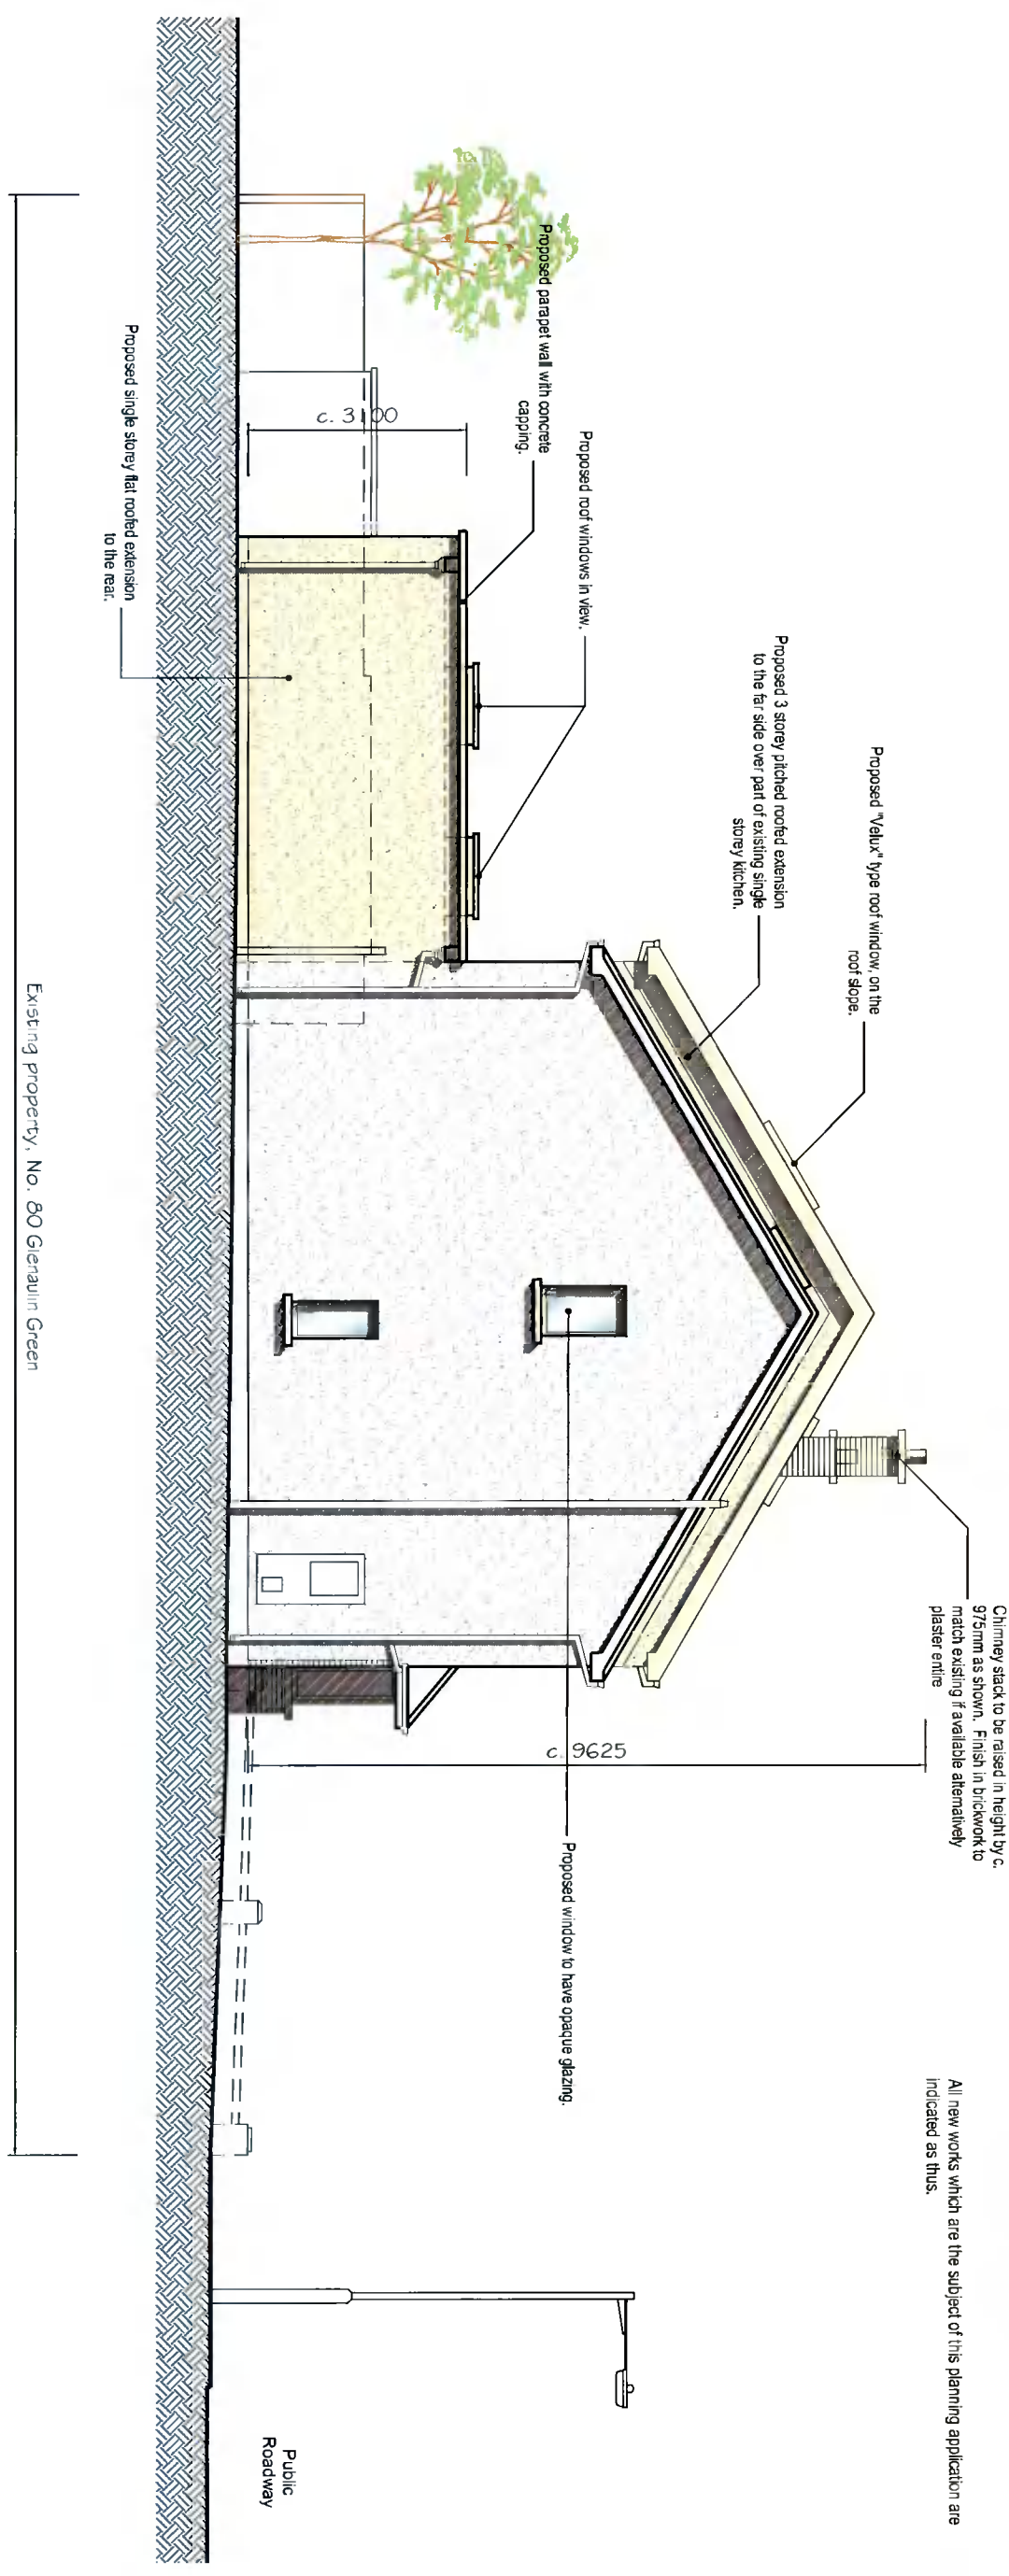 Chimney stack to be raised in height by c.
975mm as shown. Finish in brickwork to
match existing if available alternatively
plaster entire
All new works which are the subject of this planning application are
indicated as thus.
Proposed "Velux" type roof window, on the
roof slope.
Proposed 3 storey pitched roofed extension
to the far side over part of existing single
storey kitchen.
Proposed roof windows in view.
Proposed parapet wall with concrete
capping.
c. 9625
Proposed window to have opaque glazing.
c. 3100
Public
Roadway
Proposed single storey flat roofed extension
to the rear.
Existing property, No. 80 Glenaulin Green